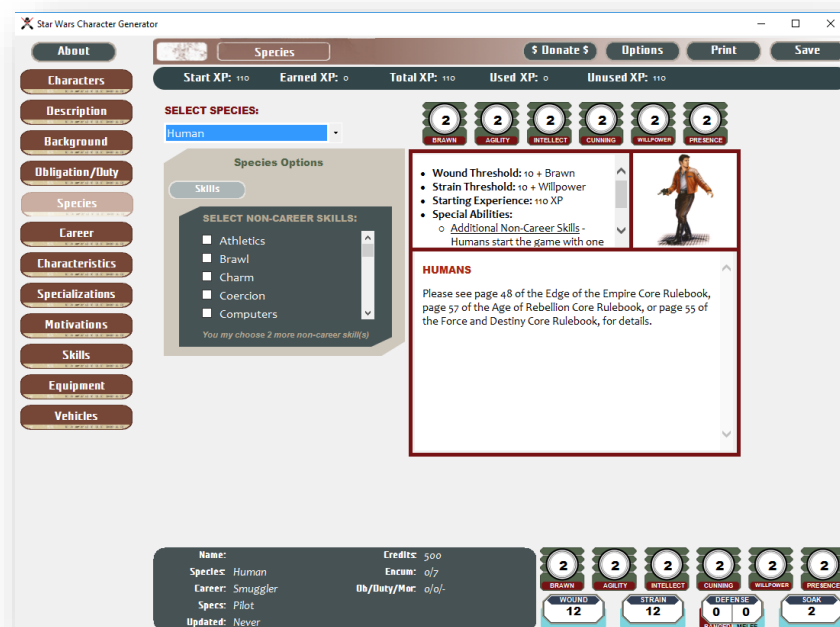 Star Wars Character Generator
About
Species
$ Donate $
Options
Print
Save
Start XP: 110 Earned XP: 0 Total XP: 110 Used XP: 0 Unused XP: 110
Characters
Description
Background
Obligation/Duty
Species
Career
Characteristics
Specializations
Motivations
Skills
Equipment
Vehicles
SELECT SPECIES:
Human
2 2 2 2 2 2
BRAWN AGILITY INTELLECT CUNNING WILLPOWER PRESENCE
Species Options
Skills
SELECT NON-CAREER SKILLS:
Athletics
Brawl
Charm
Coercion
Computers
You my choose 2 more non-career skill(s)
• Wound Threshold: 10 + Brawn
• Strain Threshold: 10 + Willpower
• Starting Experience: 110 XP
• Special Abilities:
o Additional Non-Career Skills -
Humans start the game with one
HUMANS
Please see page 48 of the Edge of the Empire Core Rulebook,
page 57 of the Age of Rebellion Core Rulebook, or page 55 of
the Force and Destiny Core Rulebook, for details.
Name:
Species: Human
Career: Smuggler
Specs: Pilot
Updated: Never
Credits: 500
Encum: 0/7
Ob/Duty/Mor: 0/0/-
2 2 2 2 2 2
BRAWN AGILITY INTELLECT CUNNING WILLPOWER PRESENCE
WOUND STRAIN DEFENSE SOAK
12 12 0 0 2
RANGED MELEE